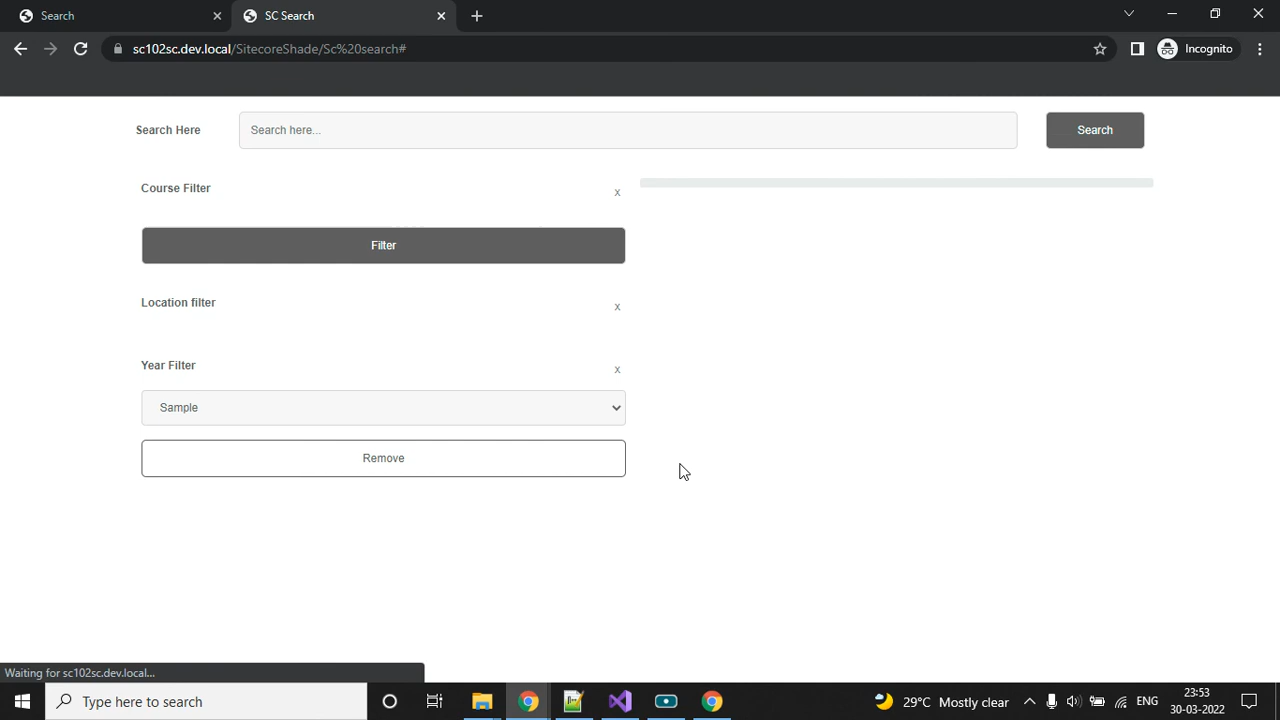 Search
SC Search
sc102sc.dev.local/SitecoreShade/Sc%20search#
Incognito
Search Here
Search here...
Search
Course Filter
x
Filter
Location filter
x
Year Filter
x
Sample
Remove
Waiting for sc102sc.dev.local...
Type here to search
29°C Mostly clear
ENG
23:53
30-03-2022